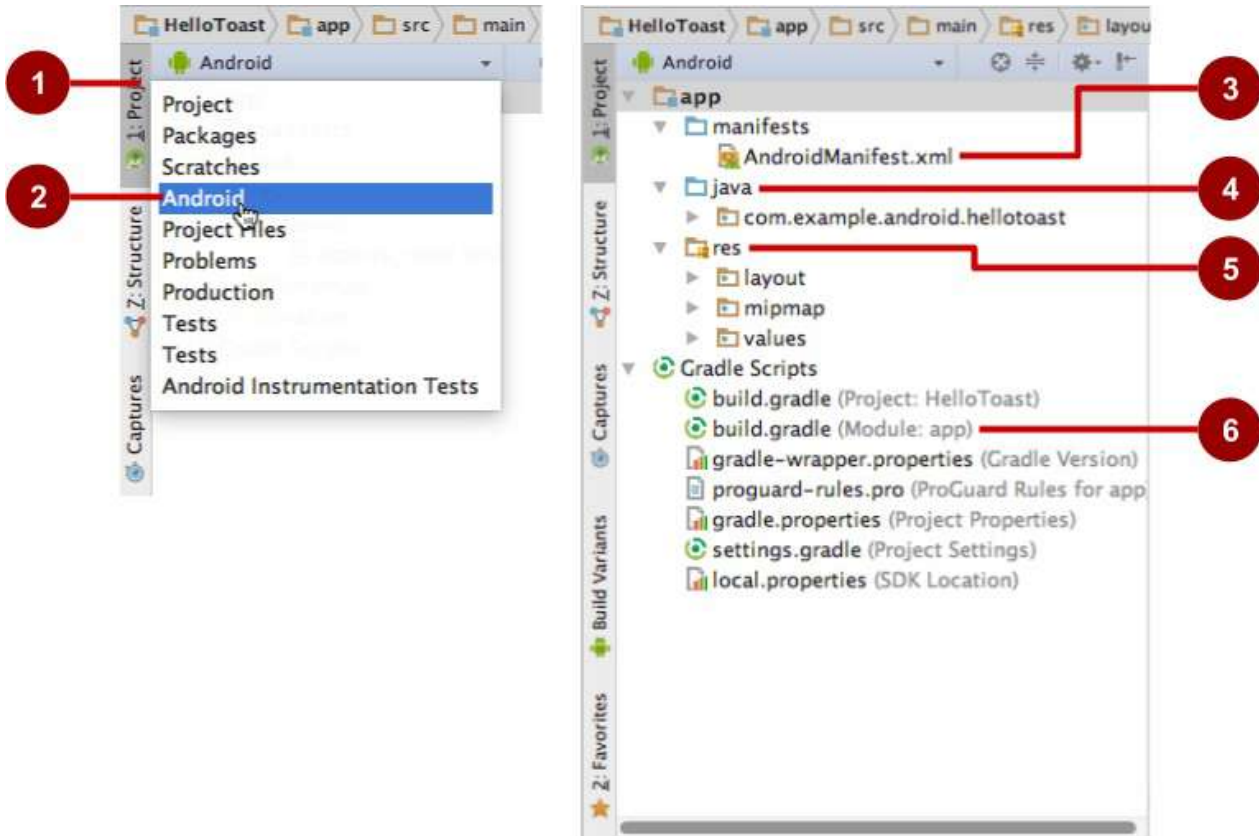 HelloToast app src main
1: Project
Android
Project
Packages
Scratches
Android
Project Files
Problems
Production
Tests
Tests
Android Instrumentation Tests
Z: Structure
Captures
1
2
HelloToast app src main res layou
1: Project
Android
app
manifests
AndroidManifest.xml
java
com.example.android.hellotoast
res
layout
mipmap
values
Gradle Scripts
build.gradle (Project: HelloToast)
build.gradle (Module: app)
gradle-wrapper.properties (Gradle Version)
proguard-rules.pro (ProGuard Rules for app
gradle.properties (Project Properties)
settings.gradle (Project Settings)
local.properties (SDK Location)
Z: Structure
Captures
Build Variants
2: Favorites
3
4
5
6